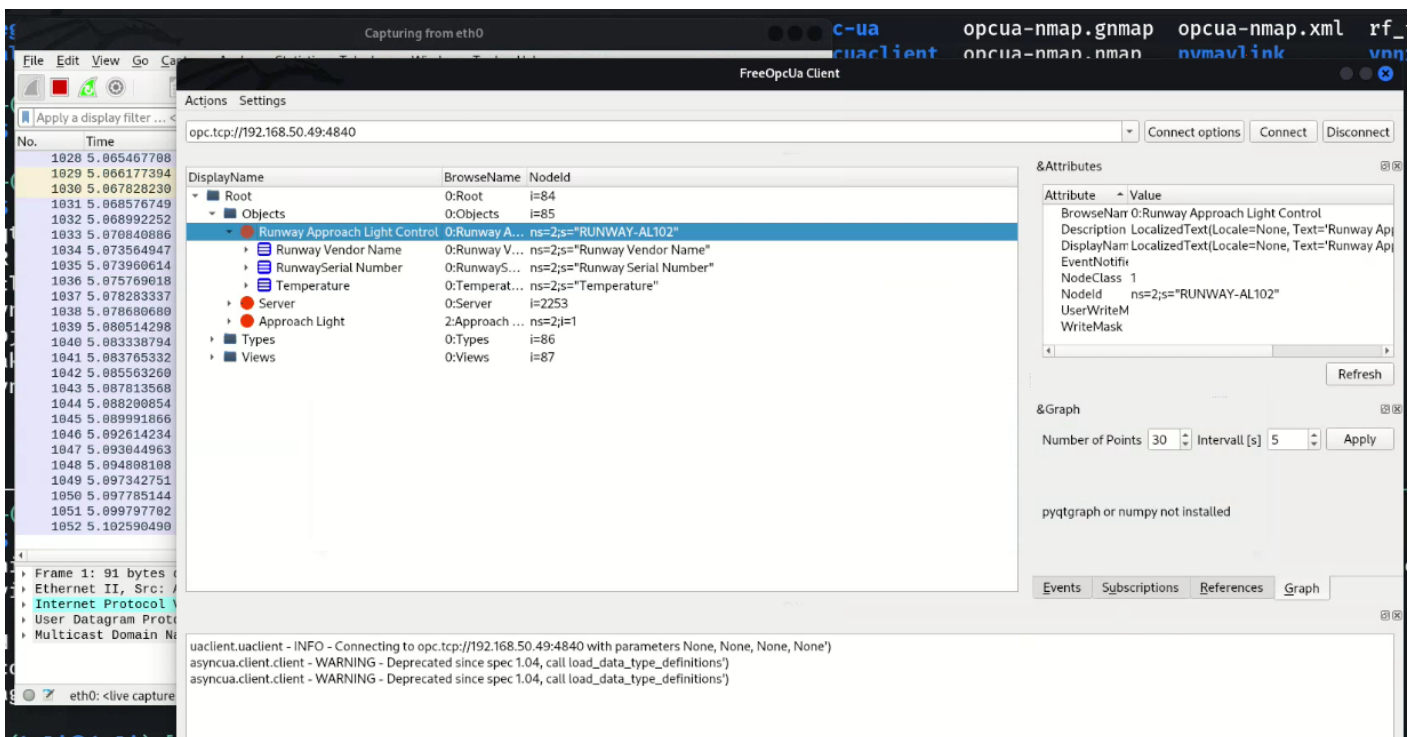 Capturing from eth0
c-ua opcua-nmap.gnmap opcua-nmap.xml
cuaclient opcua-nmap.nmap pymavlink
File Edit View Go
FreeOpcUa Client
Actions Settings
Apply a display filter ...
opc.tcp://192.168.50.49:4840
Connect options Connect Disconnect
No. Time
1028 5.065467708
1029 5.066177394
1030 5.067828230
1031 5.068576749
1032 5.068992252
1033 5.070840886
1034 5.073564947
1035 5.073960614
1036 5.075769018
1037 5.078283337
1038 5.078680680
1039 5.080514298
1040 5.083338794
1041 5.083765332
1042 5.085563260
1043 5.087813568
1044 5.088200854
1045 5.089991866
1046 5.092614234
1047 5.093044963
1048 5.094808108
1049 5.097342751
1050 5.097785144
1051 5.099797702
1052 5.102590490
Frame 1: 91 bytes
Ethernet II, Src:
Internet Protocol
User Datagram Proto
Multicast Domain Na
eth0: <live capture
DisplayName BrowseName NodeId
Root 0:Root i=84
Objects 0:Objects i=85
Runway Approach Light Control 0:Runway A... ns=2;s="RUNWAY-AL102"
Runway Vendor Name 0:Runway V... ns=2;s="Runway Vendor Name"
RunwaySerial Number 0:RunwayS... ns=2;s="Runway Serial Number"
Temperature 0:Temperat... ns=2;s="Temperature"
Server 0:Server i=2253
Approach Light 2:Approach ... ns=2;i=1
Types 0:Types i=86
Views 0:Views i=87
&Attributes
Attribute Value
BrowseNam 0:Runway Approach Light Control
Description LocalizedText(Locale=None, Text='Runway App
DisplayNam LocalizedText(Locale=None, Text='Runway App
EventNotifie
NodeClass 1
NodeId ns=2;s="RUNWAY-AL102"
UserWriteM
WriteMask
Refresh
&Graph
Number of Points 30 Intervall [s] 5 Apply
pyqtgraph or numpy not installed
Events Subscriptions References Graph
uaclient.uaclient - INFO - Connecting to opc.tcp://192.168.50.49:4840 with parameters None, None, None, None')
asyncua.client.client - WARNING - Deprecated since spec 1.04, call load_data_type_definitions')
asyncua.client.client - WARNING - Deprecated since spec 1.04, call load_data_type_definitions')